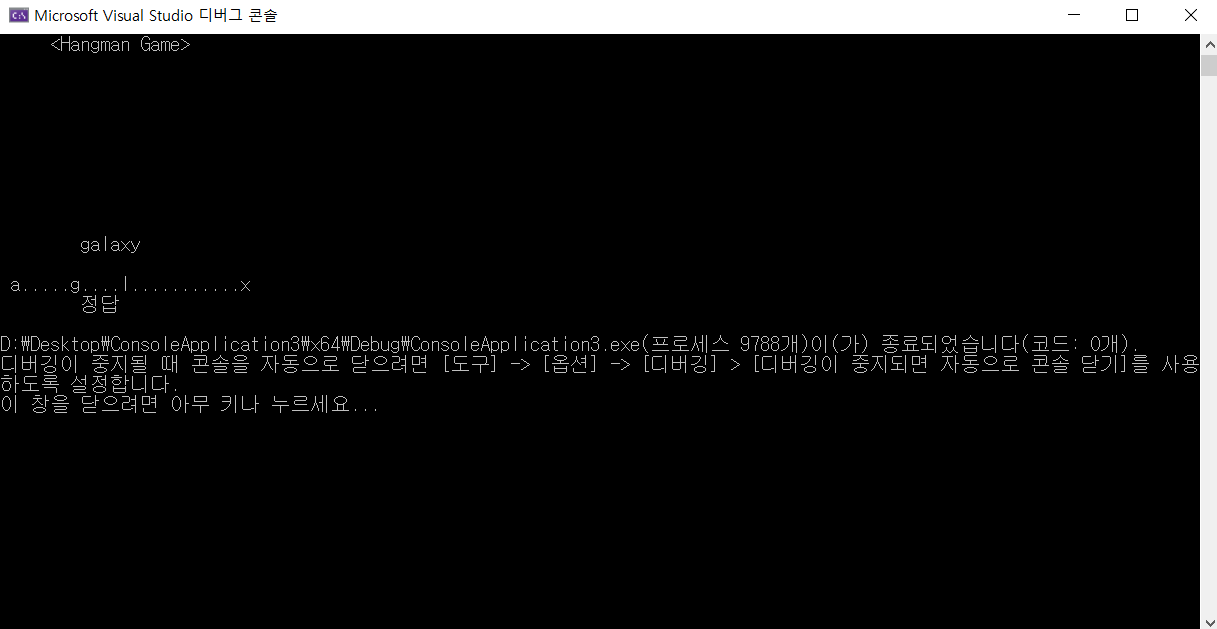 Microsoft Visual Studio 디버그 콘솔
<Hangman Game>
galaxy
a.....g....l...........x
정답
D:₩Desktop₩ConsoleApplication3₩x64₩Debug₩ConsoleApplication3.exe(프로세스 9788개)이(가) 종료되었습니다(코드: 0개).
디버깅이 중지될 때 콘솔을 자동으로 닫으려면 [도구] -> [옵션] -> [디버깅] > [디버깅이 중지되면 자동으로 콘솔 닫기]를 사용
하도록 설정합니다.
이 창을 닫으려면 아무 키나 누르세요...